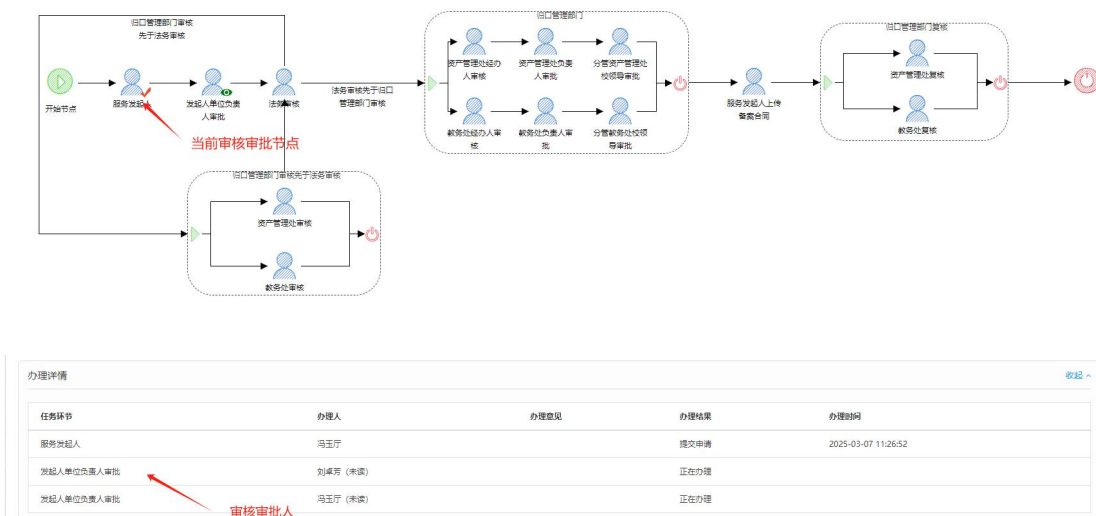 归口管理部门审核
先于法务审核
归口管理部门
归口管理部门复核
资产管理处经办
人审核
资产管理处负责
人审批
分管资产管理处
校领导审批
资产管理处复核
开始节点
服务发起人
发起人单位负责
人审批
法务审核
法务审核先于归口
管理部门审核
服务发起人上传
备案合同
教务处经办人审
核
教务处负责人审
批
分管教务处校领
导审批
教务处复核
当前审核审批节点
归口管理部门审核先于法务审核
资产管理处审核
教务处审核
办理详情 收起
任务环节 办理人 办理意见 办理结果 办理时间
服务发起人 冯玉厅 提交申请 2025-03-07 11:26:52
发起人单位负责人审批 刘卓芳（未读） 正在办理
发起人单位负责人审批 冯玉厅（未读） 正在办理
审核审批人